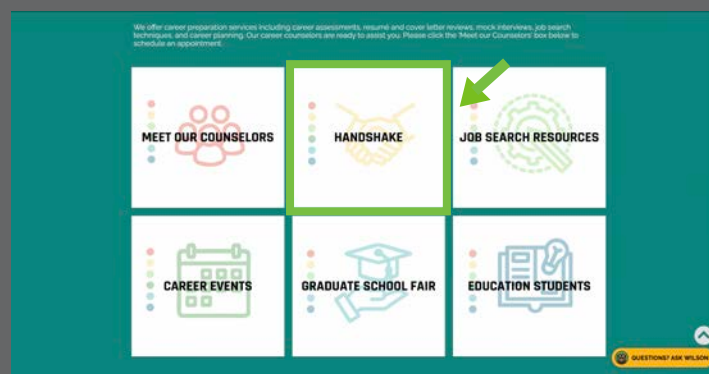 We offer career preparation services including career assessments, resumé and cover letter reviews, mock interviews, job search
techniques, and career planning. Our career counselors are ready to assist you. Please click the 'Meet our Counselors' box below to
schedule an appointment.
MEET OUR COUNSELORS
HANDSHAKE
JOB SEARCH RESOURCES
CAREER EVENTS
GRADUATE SCHOOL FAIR
EDUCATION STUDENTS
QUESTIONS? ASK WILSON